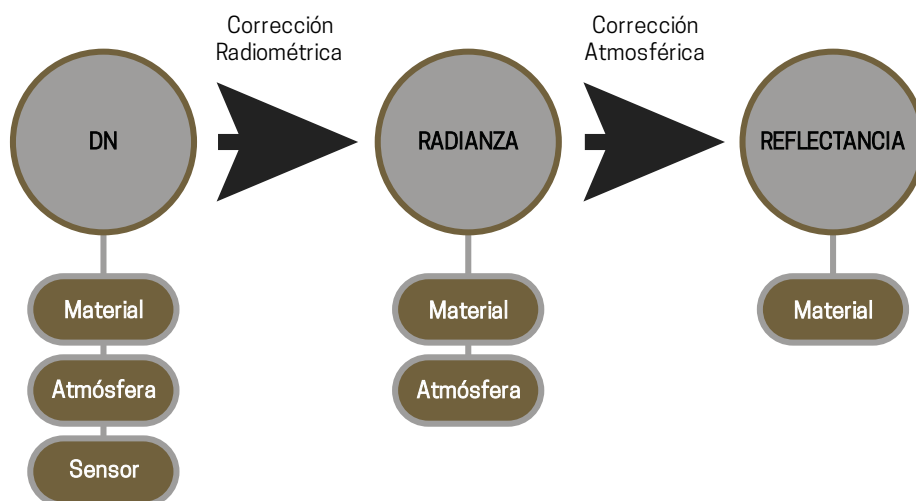 Corrección
Radiométrica
Corrección
Atmosférica
DN
RADIANZA
REFLECTANCIA
Material
Atmósfera
Sensor
Material
Atmósfera
Material